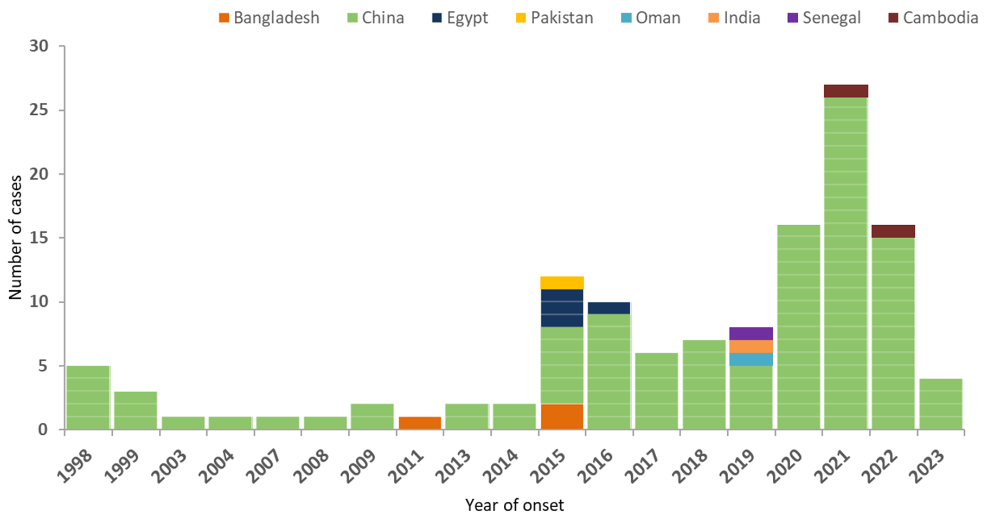 Bangladesh China Egypt Pakistan Oman India Senegal Cambodia
30
25
20
15
10
5
0
Number of cases
1998 1999 2003 2004 2007 2008 2009 2011 2013 2014 2015 2016 2017 2018 2019 2020 2021 2022 2023
Year of onset